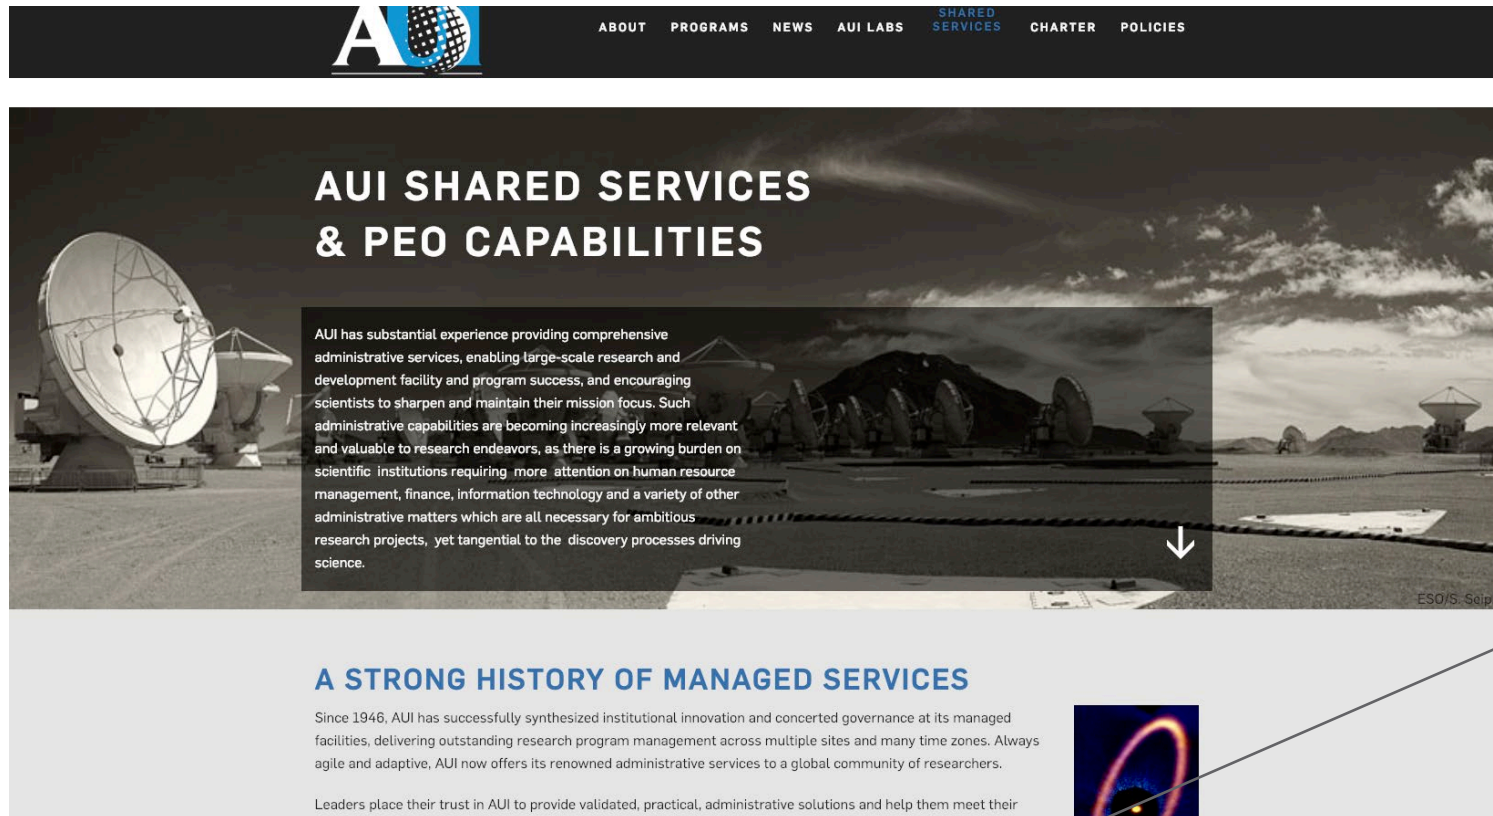 AUI
ABOUT PROGRAMS NEWS AUI LABS SHARED SERVICES CHARTER POLICIES
AUI SHARED SERVICES
& PEO CAPABILITIES
AUI has substantial experience providing comprehensive
administrative services, enabling large-scale research and
development facility and program success, and encouraging
scientists to sharpen and maintain their mission focus. Such
administrative capabilities are becoming increasingly more relevant
and valuable to research endeavors, as there is a growing burden on
scientific institutions requiring more attention on human resource
management, finance, information technology and a variety of other
administrative matters which are all necessary for ambitious
research projects, yet tangential to the discovery processes driving
science.
ESO/S. Seip
A STRONG HISTORY OF MANAGED SERVICES
Since 1946, AUI has successfully synthesized institutional innovation and concerted governance at its managed
facilities, delivering outstanding research program management across multiple sites and many time zones. Always
agile and adaptive, AUI now offers its renowned administrative services to a global community of researchers.
Leaders place their trust in AUI to provide validated, practical, administrative solutions and help them meet their